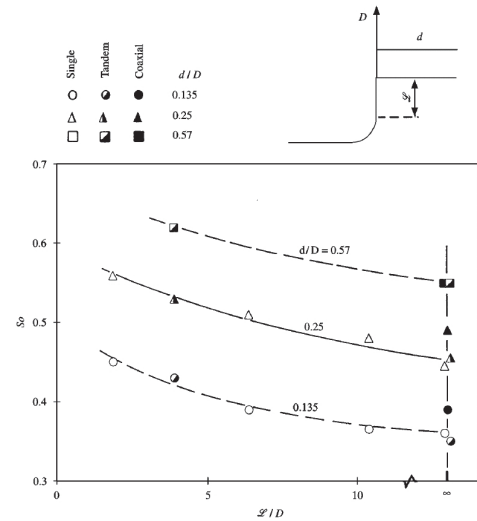 Single
Tandem
Coaxial
d / D
0.135
0.25
0.57
D
d
ℒ
0.7
0.6
0.5
0.4
0.3
So
d/D = 0.57
0.25
0.135
0
5
10
∞
ℒ / D